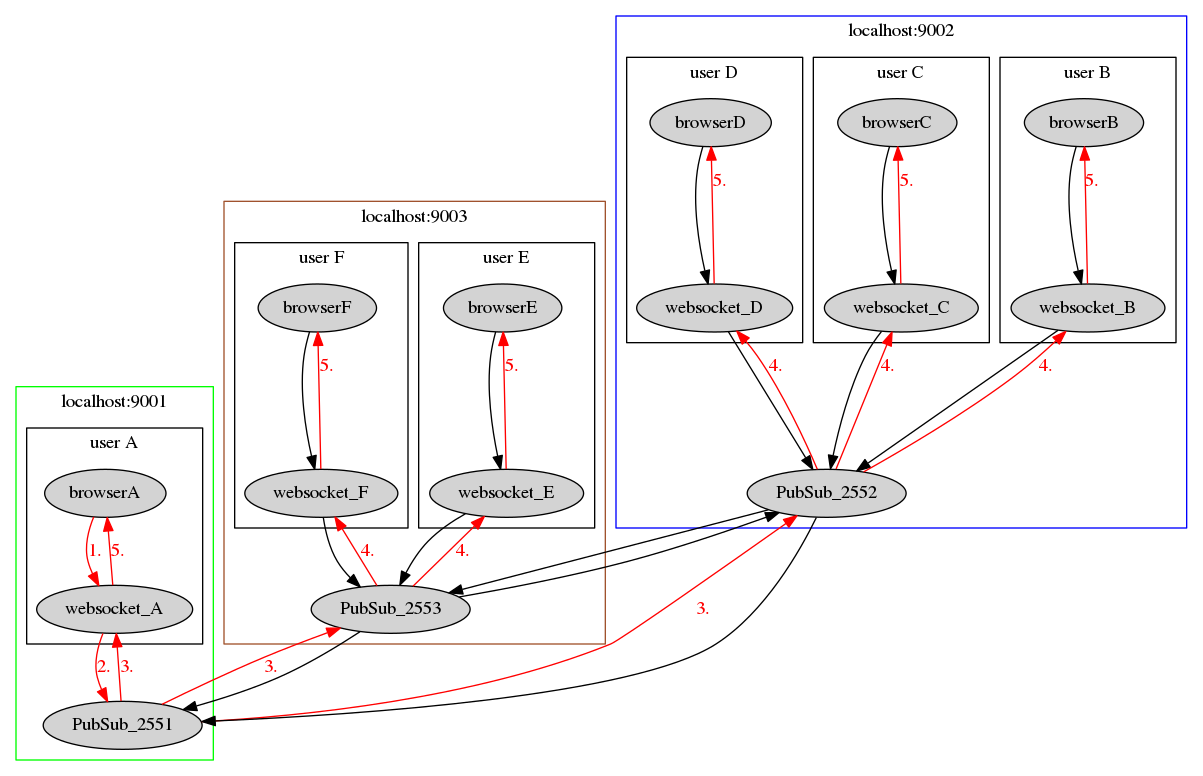 localhost:9002
user D
user C
user B
browserD
browserC
browserB
5.
5.
5.
websocket_D
websocket_C
websocket_B
4.
4.
4.
PubSub_2552
localhost:9003
user F
user E
browserF
browserE
5.
5.
websocket_F
websocket_E
4.
4.
PubSub_2553
3.
3.
localhost:9001
user A
browserA
1.
5.
websocket_A
2.
3.
PubSub_2551